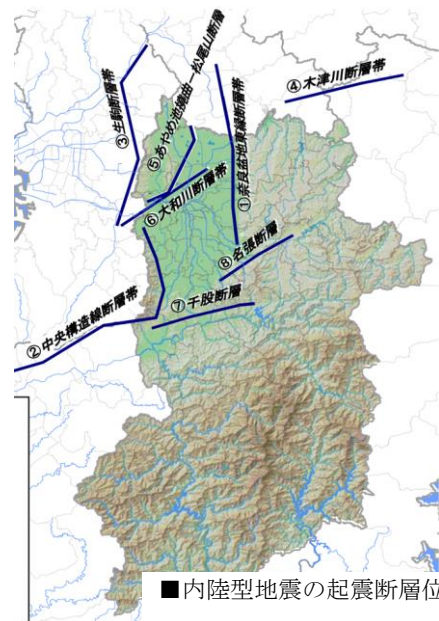 ④木津川断層帯
③生駒断層帯
⑤あやめ池撓曲ー松尾山断層
①奈良盆地東縁断層帯
⑥大和川断層帯
⑧名張断層
⑦千股断層
②中央構造線断層帯
■内陸型地震の起震断層位